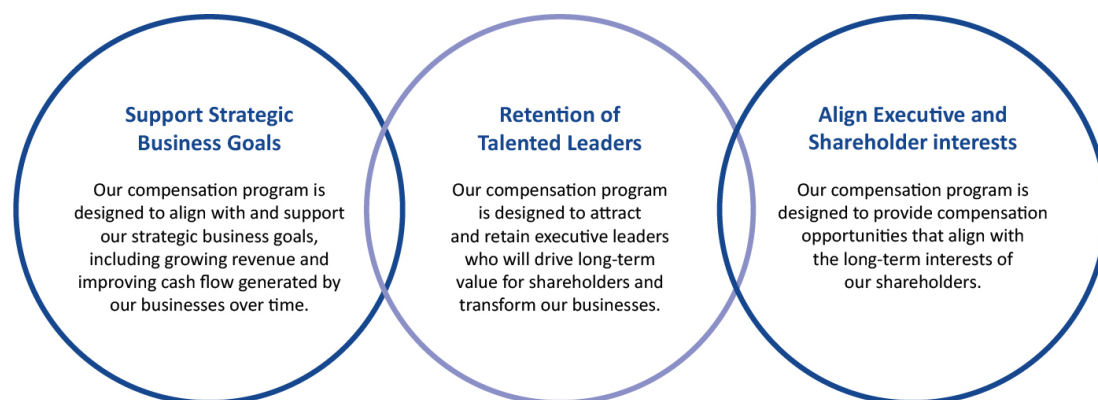 Support Strategic
Business Goals
Our compensation program is
designed to align with and support
our strategic business goals,
including growing revenue and
improving cash flow generated by
our businesses over time.
Retention of
Talented Leaders
Our compensation program
is designed to attract
and retain executive leaders
who will drive long-term
value for shareholders and
transform our businesses.
Align Executive and
Shareholder interests
Our compensation program is
designed to provide compensation
opportunities that align with
the long-term interests of
our shareholders.